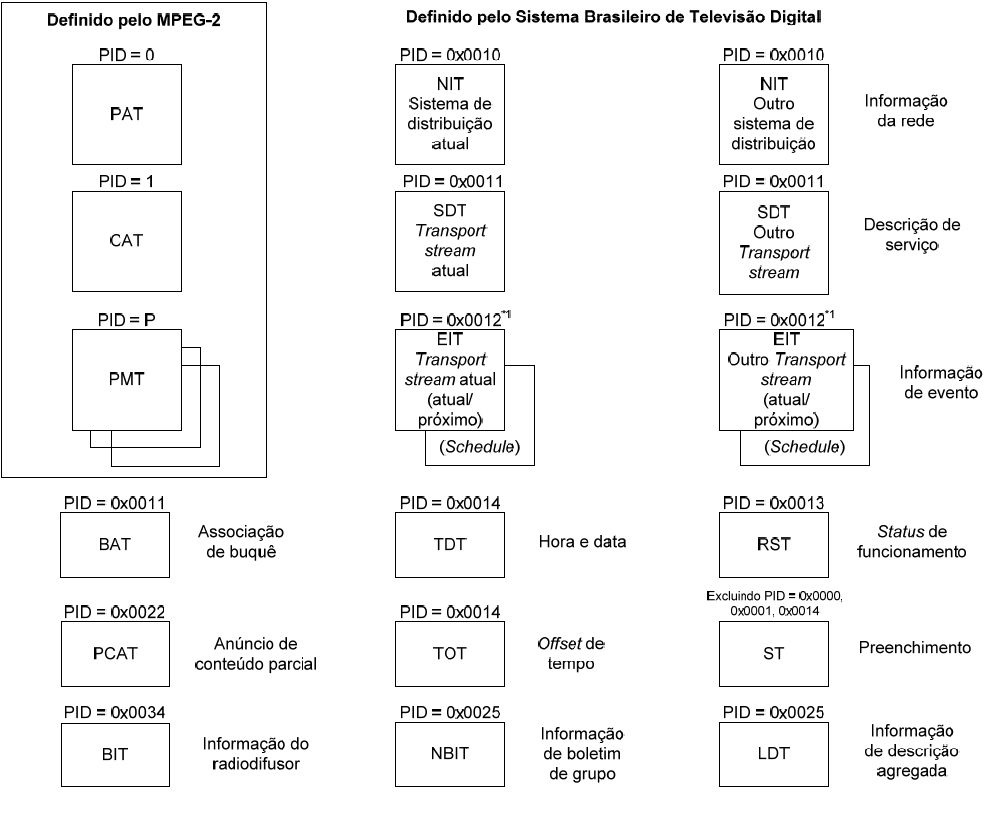 Definido pelo MPEG-2
Definido pelo Sistema Brasileiro de Televisão Digital
PID = 0
PAT
PID = 0x0010
NIT
Sistema de
distribuição
atual
PID = 0x0010
NIT
Outro
sistema de
distribuição
Informação
da rede
PID = 1
CAT
PID = 0x0011
SDT
Transport
stream
atual
PID = 0x0011
SDT
Outro
Transport
stream
Descrição de
serviço
PID = P
PMT
PID = 0x0012*1
EIT
Transport
stream atual
(atual/
próximo)
(Schedule)
PID = 0x0012*1
EIT
Outro Transport
stream
(atual/
próximo)
(Schedule)
Informação
de evento
PID = 0x0011
BAT
Associação
de buquê
PID = 0x0014
TDT
Hora e data
PID = 0x0013
RST
Status de
funcionamento
PID = 0x0022
PCAT
Anúncio de
conteúdo parcial
PID = 0x0014
TOT
Offset de
tempo
Excluindo PID = 0x0000,
0x0001, 0x0014
ST
Preenchimento
PID = 0x0034
BIT
Informação do
radiodifusor
PID = 0x0025
NBIT
Informação
de boletim
de grupo
PID = 0x0025
LDT
Informação
de descrição
agregada